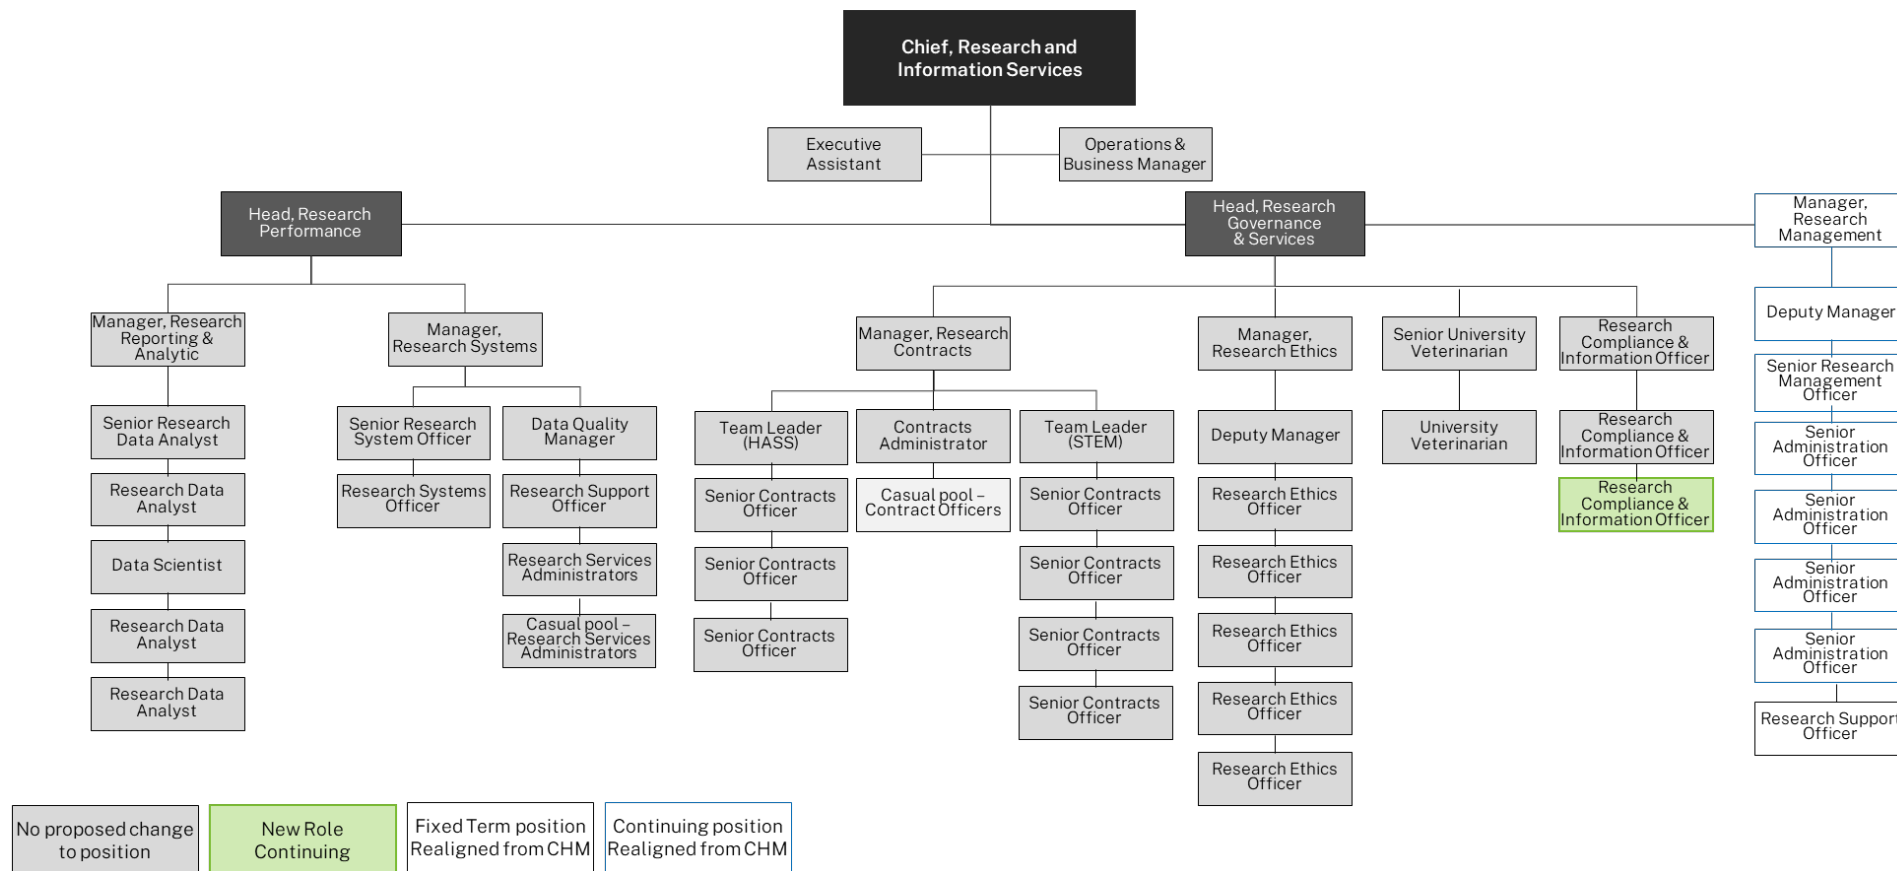 Chief, Research and
Information Services
Executive
Assistant
Operations &
Business Manager
Head, Research
Performance
Head, Research
Governance
& Services
Manager,
Research
Management
Manager, Research
Reporting &
Analytic
Senior Research
Data Analyst
Research Data
Analyst
Data Scientist
Research Data
Analyst
Research Data
Analyst
Manager,
Research Systems
Senior Research
System Officer
Research Systems
Officer
Data Quality
Manager
Research Support
Officer
Research Services
Administrators
Casual pool –
Research Services
Administrators
Manager, Research
Contracts
Team Leader
(HASS)
Senior Contracts
Officer
Senior Contracts
Officer
Senior Contracts
Officer
Contracts
Administrator
Casual pool –
Contract Officers
Team Leader
(STEM)
Senior Contracts
Officer
Senior Contracts
Officer
Senior Contracts
Officer
Senior Contracts
Officer
Manager,
Research Ethics
Deputy Manager
Research Ethics
Officer
Research Ethics
Officer
Research Ethics
Officer
Research Ethics
Officer
Research Ethics
Officer
Senior University
Veterinarian
University
Veterinarian
Research
Compliance &
Information Officer
Research
Compliance &
Information Officer
Research
Compliance &
Information Officer
Deputy Manager
Senior Research
Management
Officer
Senior
Administration
Officer
Senior
Administration
Officer
Senior
Administration
Officer
Senior
Administration
Officer
Research Support
Officer
No proposed change
to position
New Role
Continuing
Fixed Term position
Realigned from CHM
Continuing position
Realigned from CHM